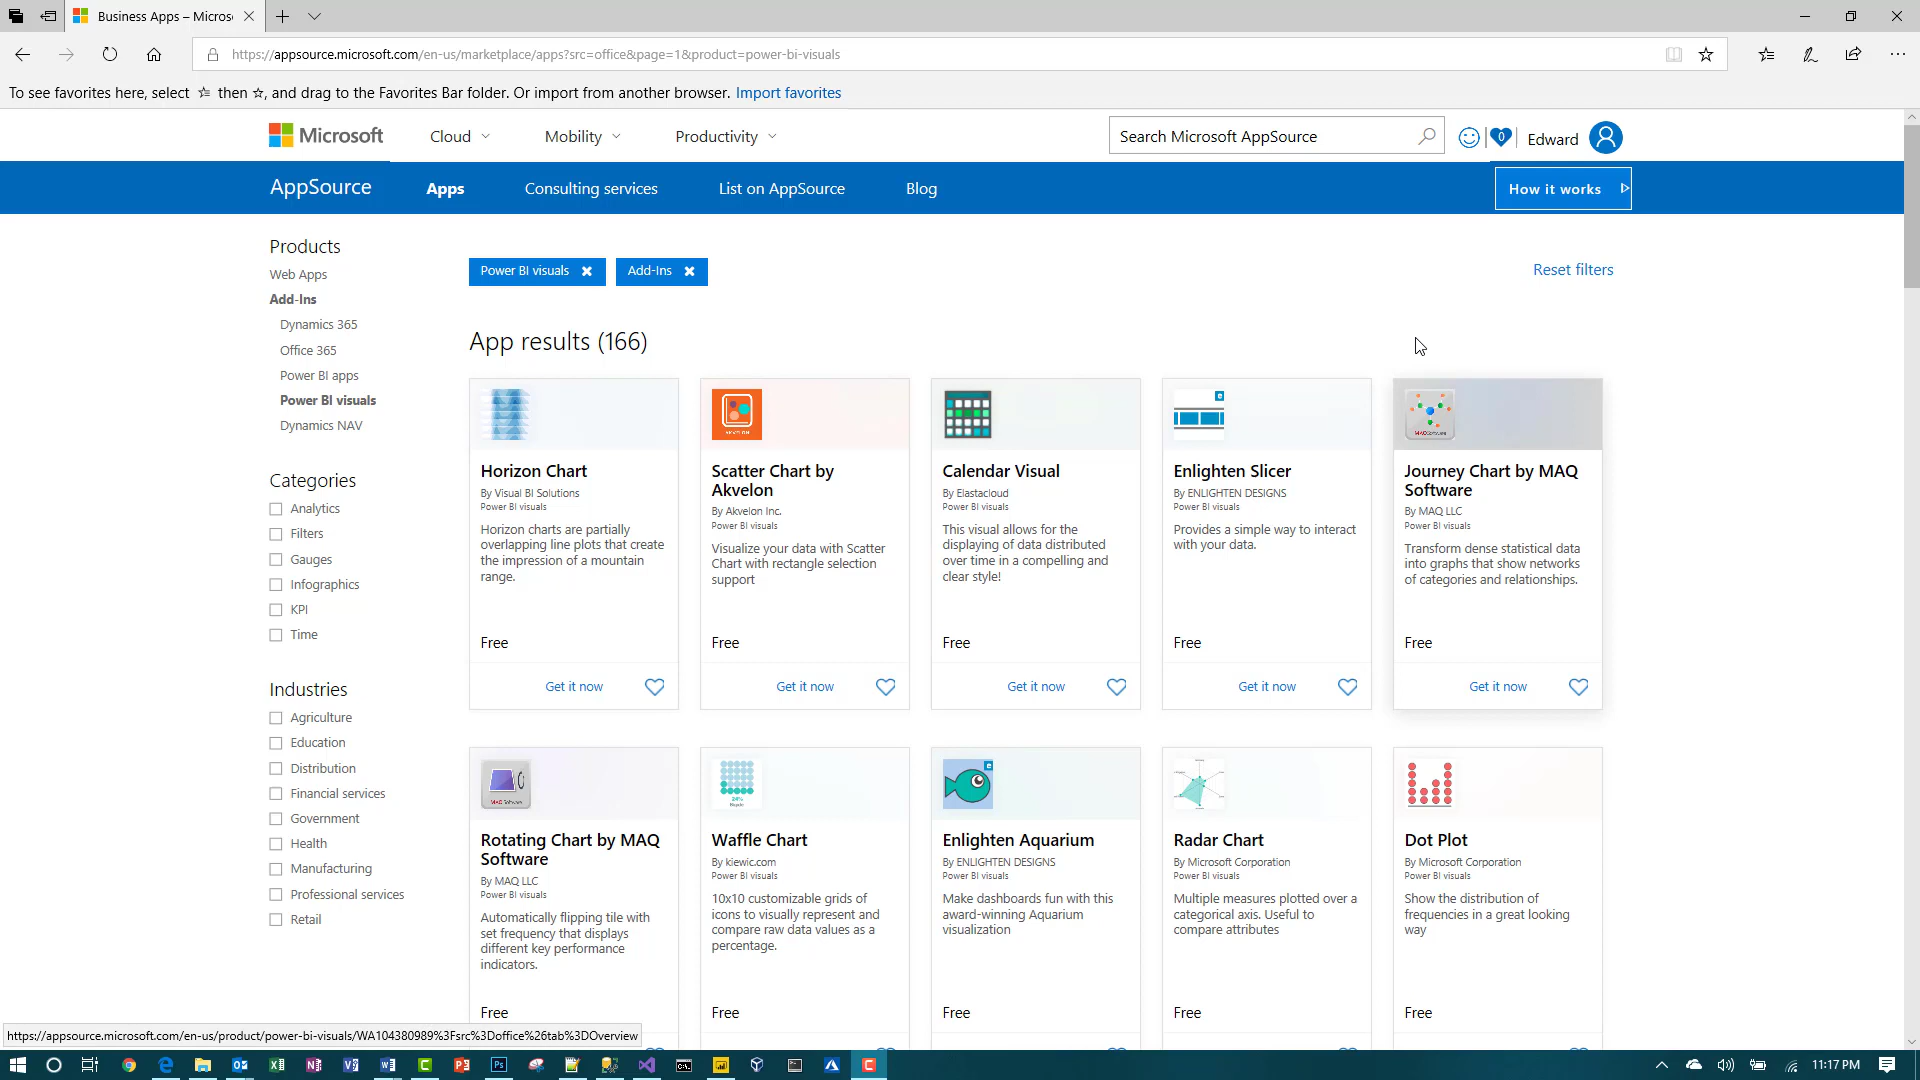 Business Apps – Micros
https://appsource.microsoft.com/en-us/marketplace/apps?src=office&page=1&product=power-bi-visuals
To see favorites here, select ☆ then ☆, and drag to the Favorites Bar folder. Or import from another browser. Import favorites
Microsoft Cloud Mobility Productivity Search Microsoft AppSource 0 Edward
AppSource Apps Consulting services List on AppSource Blog How it works
Products
Web Apps
Add-Ins
Dynamics 365
Office 365
Power BI apps
Power BI visuals
Dynamics NAV
Categories
Analytics
Filters
Gauges
Infographics
KPI
Time
Industries
Agriculture
Education
Distribution
Financial services
Government
Health
Manufacturing
Professional services
Retail
Power BI visuals Add-Ins Reset filters
App results (166)
Horizon Chart
By Visual BI Solutions
Power BI visuals
Horizon charts are partially
overlapping line plots that create
the impression of a mountain
range.
Free
Get it now
AKVELON
Scatter Chart by
Akvelon
By Akvelon Inc.
Power BI visuals
Visualize your data with Scatter
Chart with rectangle selection
support
Free
Get it now
Calendar Visual
By Elastacloud
Power BI visuals
This visual allows for the
displaying of data distributed
over time in a compelling and
clear style!
Free
Get it now
Enlighten Slicer
By ENLIGHTEN DESIGNS
Power BI visuals
Provides a simple way to interact
with your data.
Free
Get it now
MAQSoftware
Journey Chart by MAQ
Software
By MAQ LLC
Power BI visuals
Transform dense statistical data
into graphs that show networks
of categories and relationships.
Free
Get it now
MAQ Software
Rotating Chart by MAQ
Software
By MAQ LLC
Power BI visuals
Automatically flipping tile with
set frequency that displays
different key performance
indicators.
Free
24%
Waffle Chart
By kiewic.com
Power BI visuals
10x10 customizable grids of
icons to visually represent and
compare raw data values as a
percentage.
Free
Enlighten Aquarium
By ENLIGHTEN DESIGNS
Power BI visuals
Make dashboards fun with this
award-winning Aquarium
visualization
Free
Radar Chart
By Microsoft Corporation
Power BI visuals
Multiple measures plotted over a
categorical axis. Useful to
compare attributes
Free
Dot Plot
By Microsoft Corporation
Power BI visuals
Show the distribution of
frequencies in a great looking
way
Free
https://appsource.microsoft.com/en-us/product/power-bi-visuals/WA104380989%3Fsrc%3Doffice%26tab%3DOverview
11:17 PM